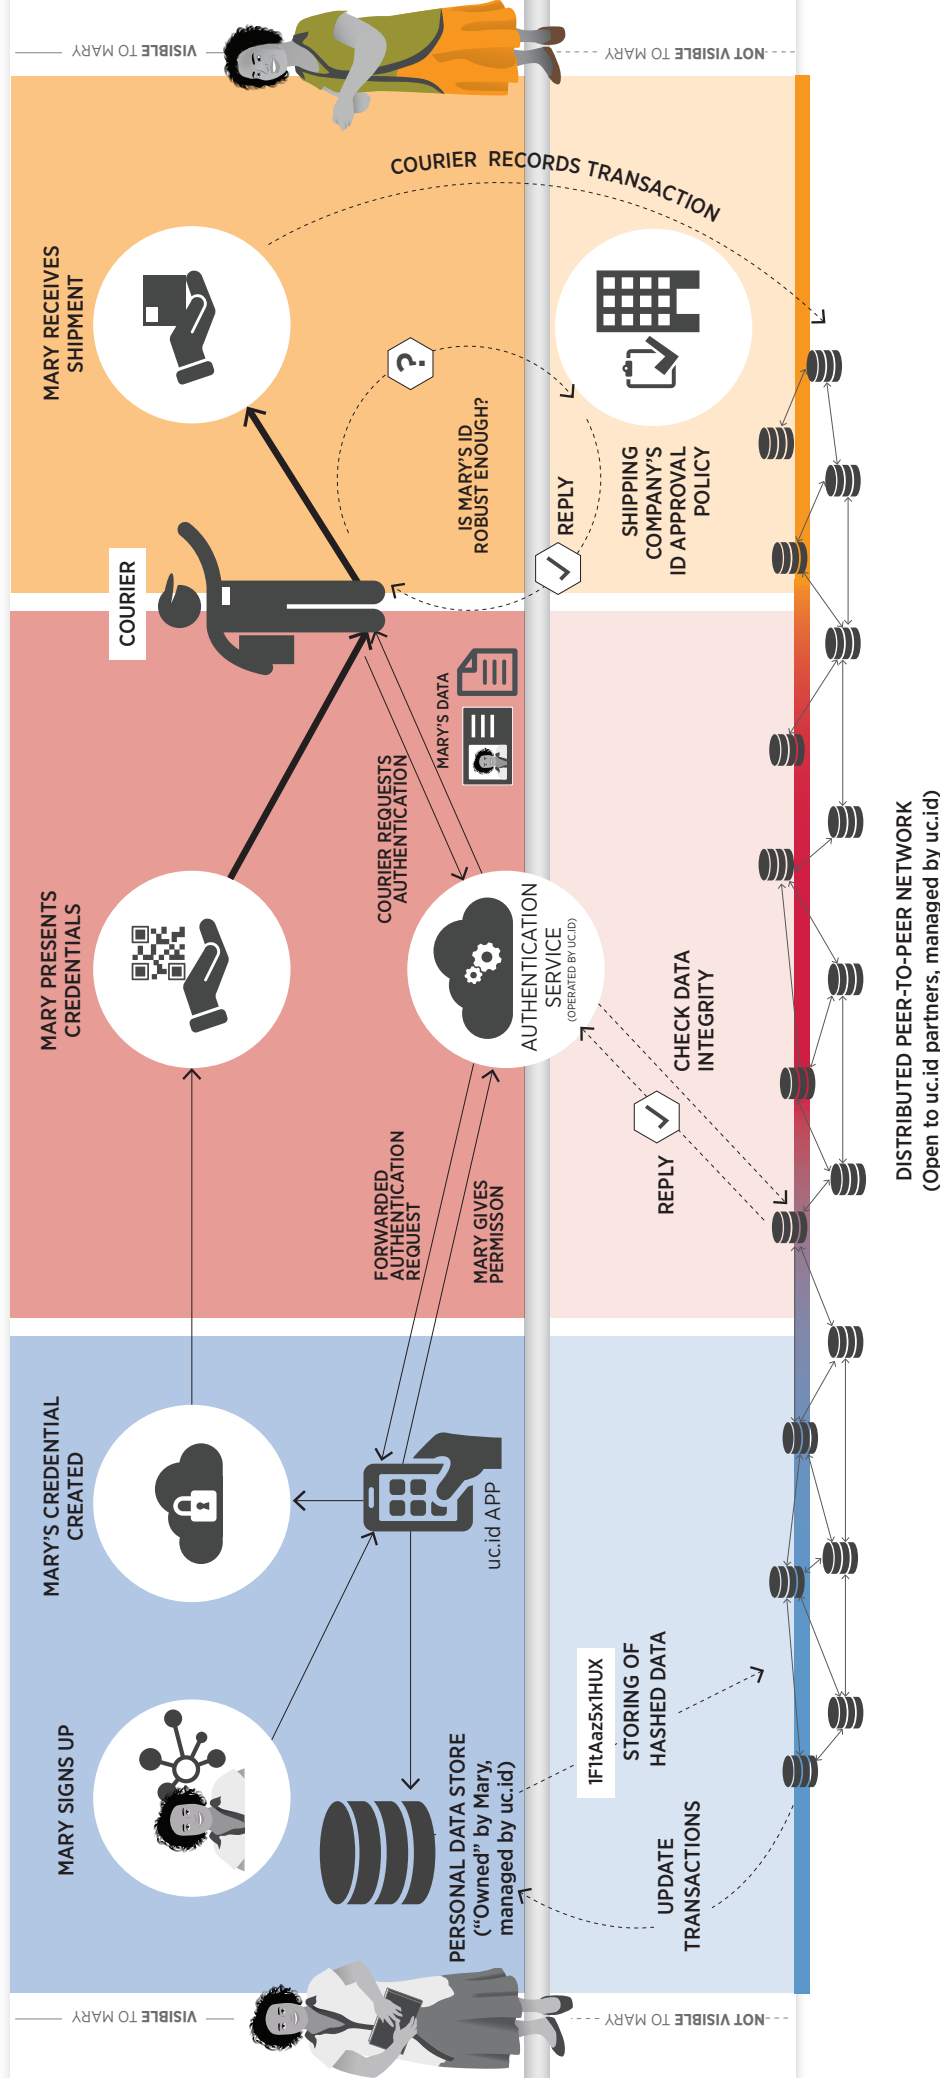 VISIBLE TO MARY
NOT VISIBLE TO MARY
MARY SIGNS UP
MARY'S CREDENTIAL
CREATED
uc.id APP
PERSONAL DATA STORE
(“Owned” by Mary,
managed by uc.id)
1F1tAaz5x1HUX
STORING OF
HASHED DATA
UPDATE
TRANSACTIONS
MARY PRESENTS
CREDENTIALS
FORWARDED
AUTHENTICATION
REQUEST
MARY GIVES
PERMISSON
AUTHENTICATION
SERVICE
(OPERATED BY UC.ID)
COURIER REQUESTS
AUTHENTICATION
MARY'S DATA
CHECK DATA
INTEGRITY
REPLY
COURIER
MARY RECEIVES
SHIPMENT
?
IS MARY'S ID
ROBUST ENOUGH?
REPLY
SHIPPING
COMPANY'S
ID APPROVAL
POLICY
COURIER RECORDS TRANSACTION
VISIBLE TO MARY
NOT VISIBLE TO MARY
DISTRIBUTED PEER-TO-PEER NETWORK
(Open to uc.id partners, managed by uc.id)